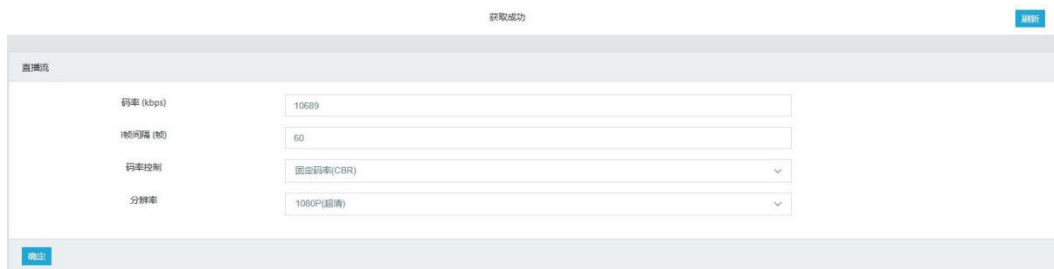 获取成功
刷新
直播流
码率 (kbps)
10689
I帧间隔 (帧)
60
码率控制
固定码率(CBR)
分辨率
1080P(超清)
确定